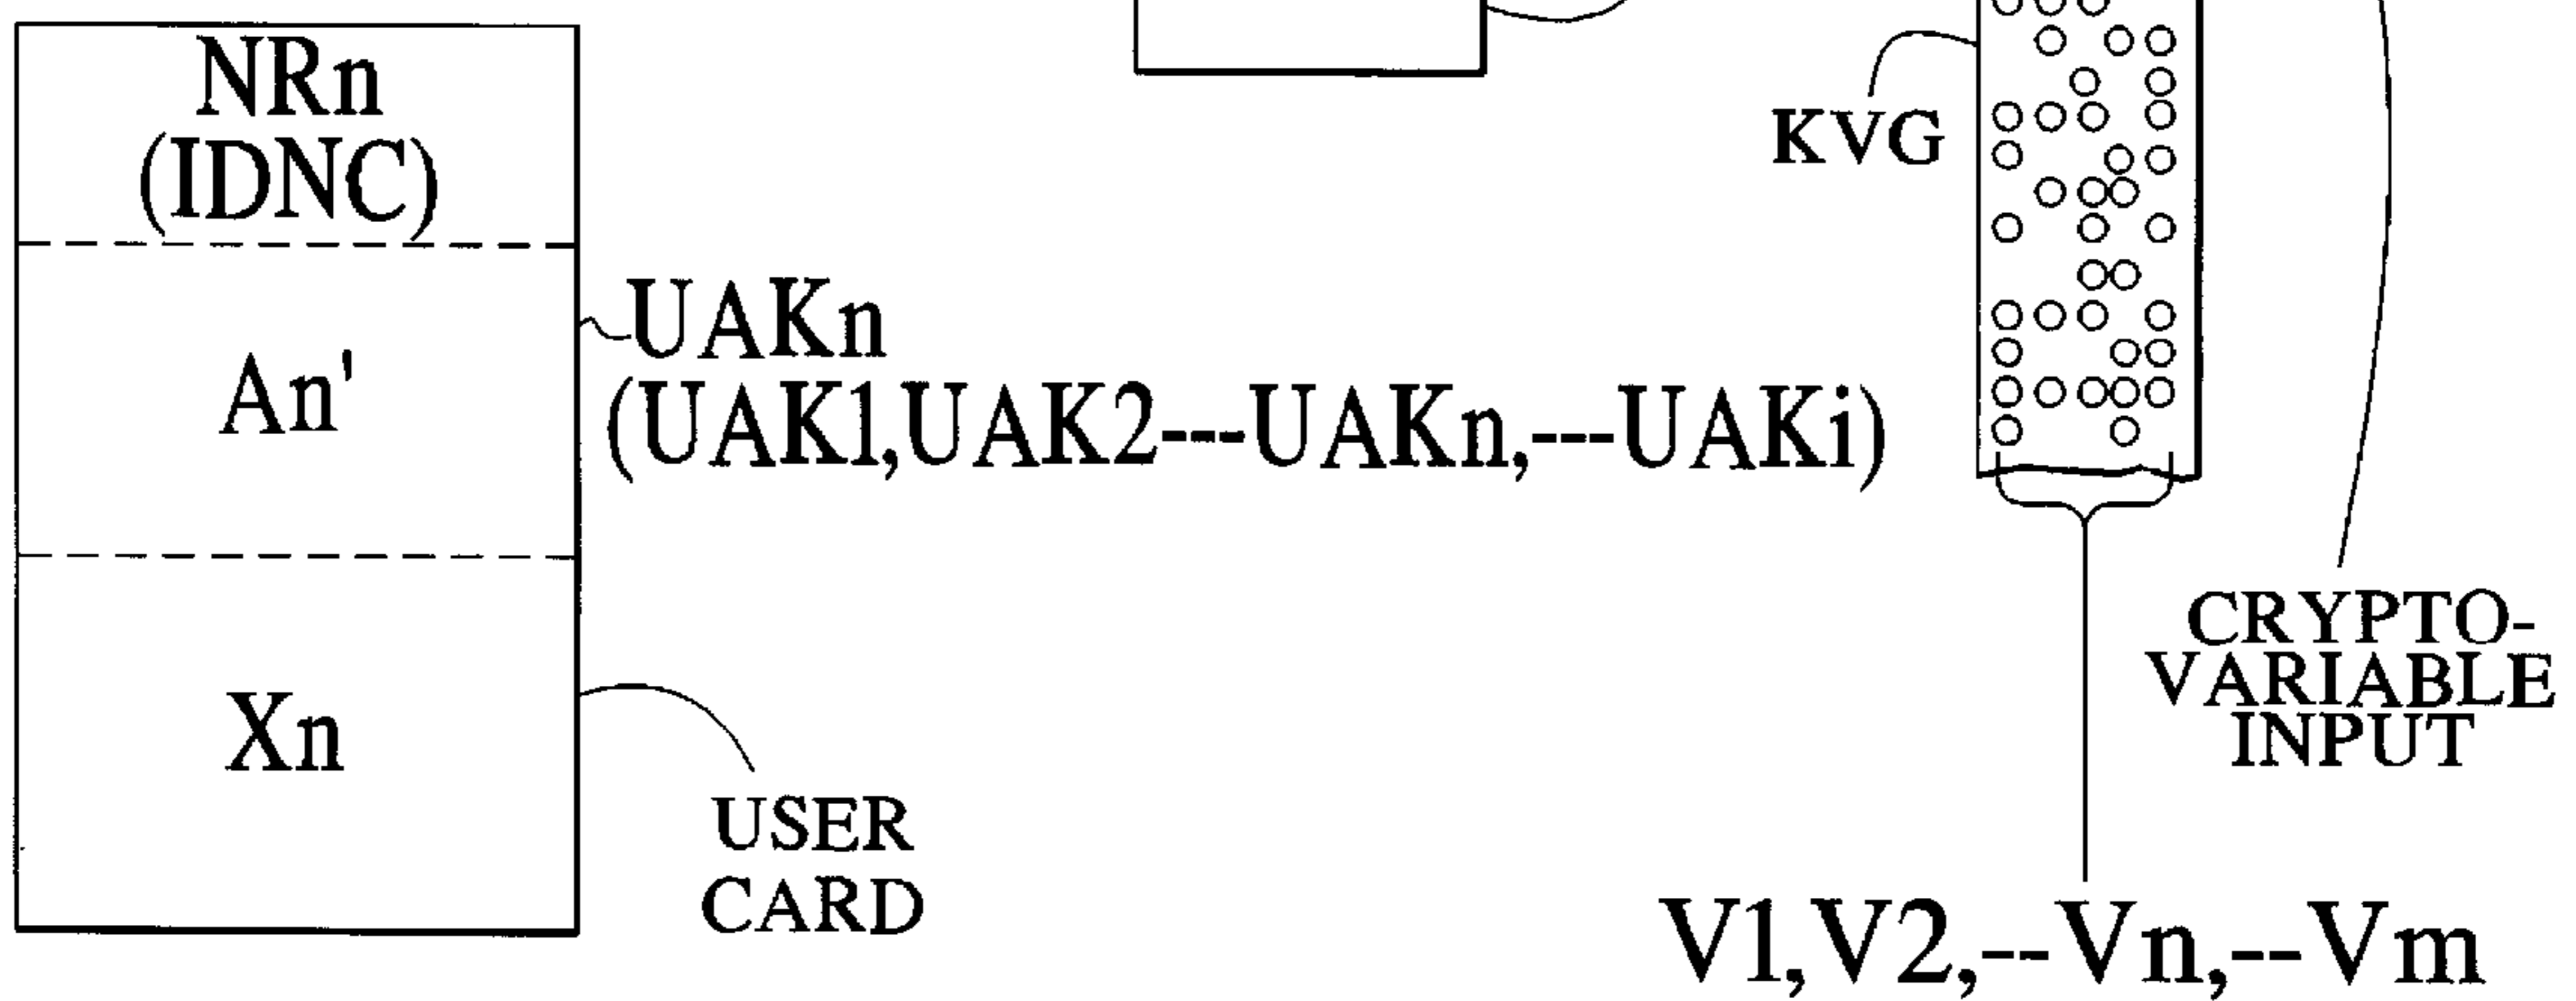 NRn
(IDNC)
An'
Xn
UAKn
(UAK1,UAK2---UAKn,---UAKi)
USER
CARD
KVG
CRYPTO-
VARIABLE
INPUT
V1,V2,--Vn,--Vm